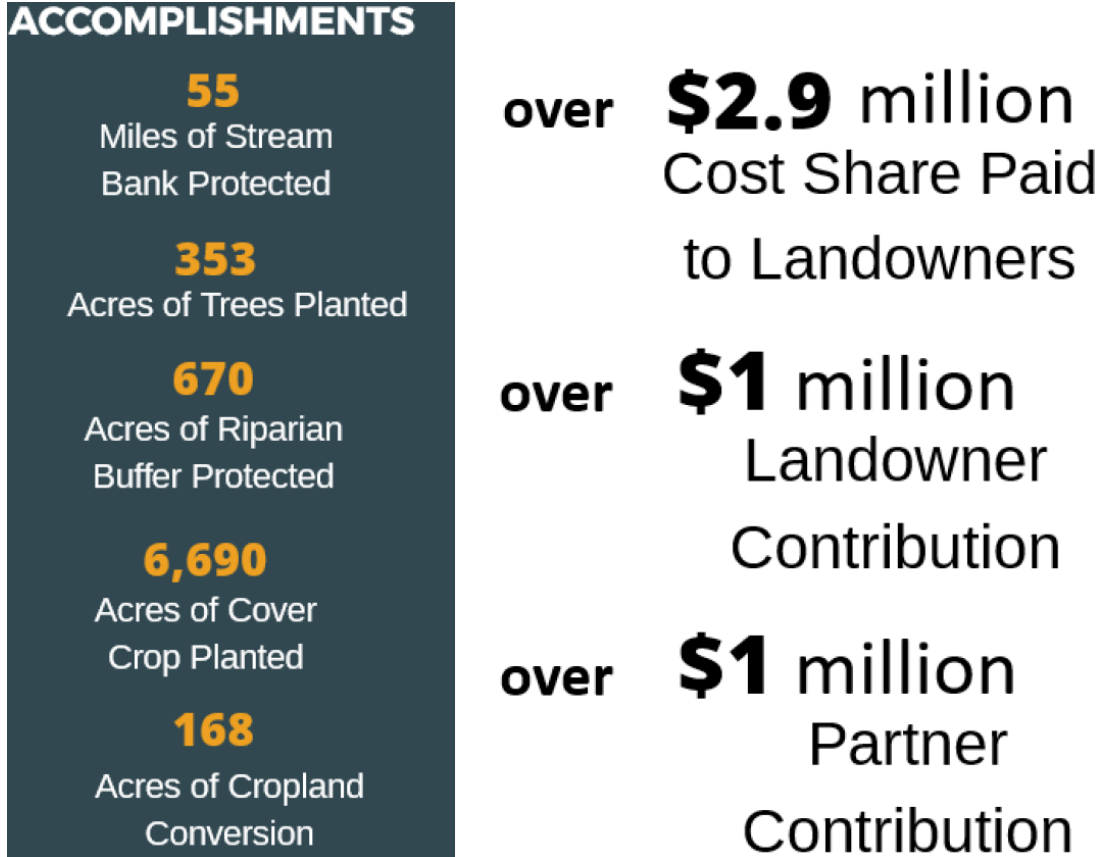 ACCOMPLISHMENTS
55
Miles of Stream
Bank Protected
353
Acres of Trees Planted
670
Acres of Riparian
Buffer Protected
6,690
Acres of Cover
Crop Planted
168
Acres of Cropland
Conversion
over $2.9 million
Cost Share Paid
to Landowners
over $1 million
Landowner
Contribution
over $1 million
Partner
Contribution